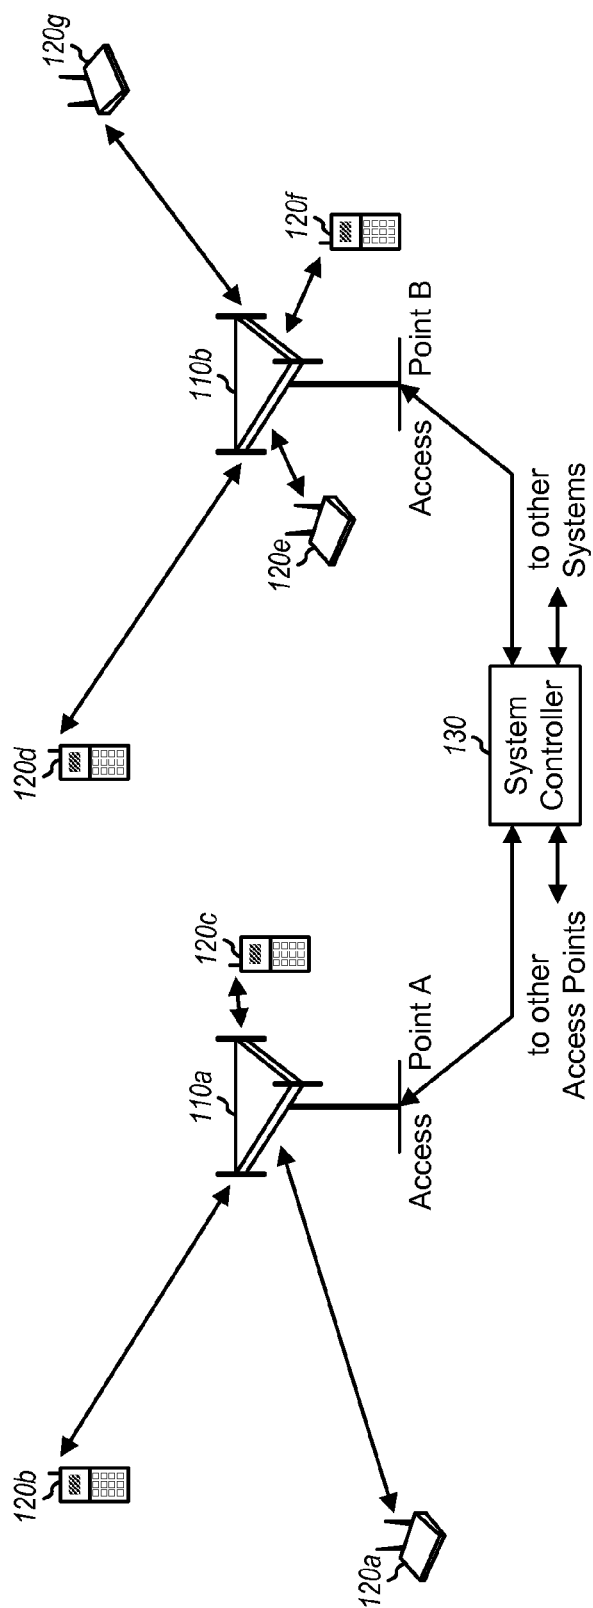 120g
120f
110b
Access Point B
120e
120d
to other
Systems
130
System
Controller
120c
110a
Access Point A
to other
Access Points
120b
120a